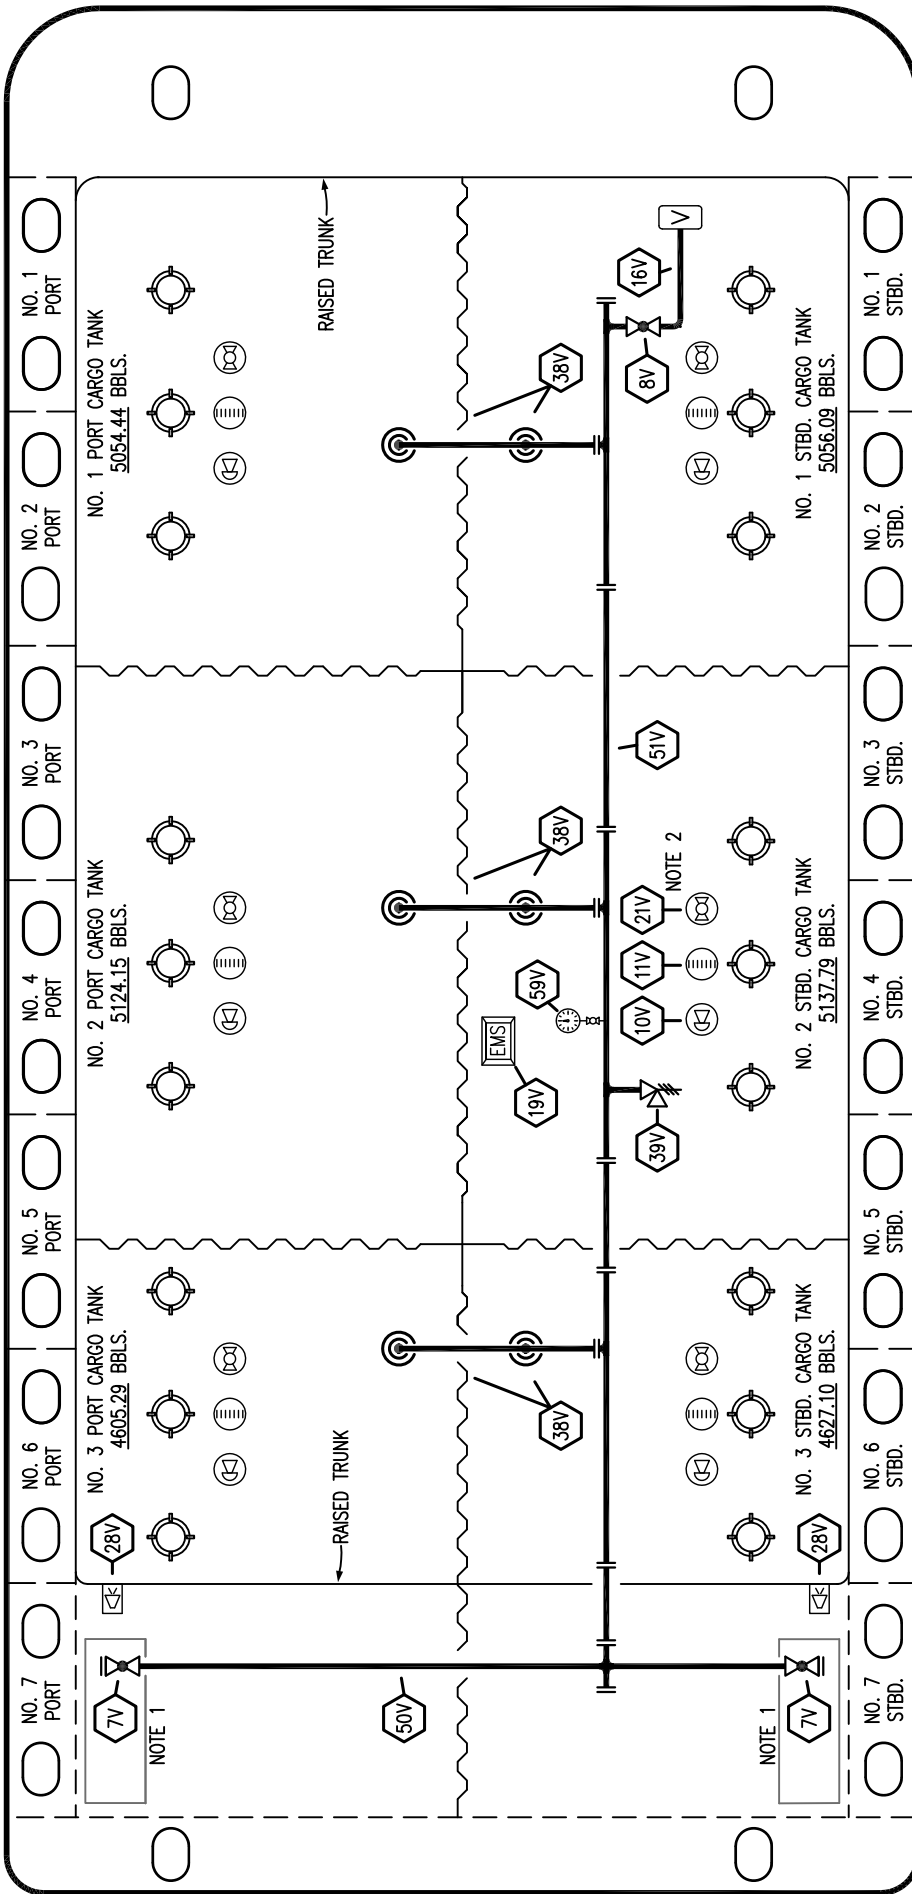 NO. 1
PORT
NO. 2
PORT
NO. 3
PORT
NO. 4
PORT
NO. 5
PORT
NO. 6
PORT
NO. 7
PORT
NO. 1 PORT CARGO TANK
5054.44 BBLS.
NO. 2 PORT CARGO TANK
5124.15 BBLS.
NO. 3 PORT CARGO TANK
4605.29 BBLS.
28V
7V
NOTE 1
RAISED TRUNK
RAISED TRUNK
50V
38V
38V
38V
EMS
19V
59V
V
16V
8V
51V
21V
NOTE 2
11V
10V
39V
NO. 1 STBD. CARGO TANK
5056.09 BBLS.
NO. 2 STBD. CARGO TANK
5137.79 BBLS.
NO. 3 STBD. CARGO TANK
4627.10 BBLS.
28V
NOTE 1
7V
NO. 1
STBD.
NO. 2
STBD.
NO. 3
STBD.
NO. 4
STBD.
NO. 5
STBD.
NO. 6
STBD.
NO. 7
STBD.